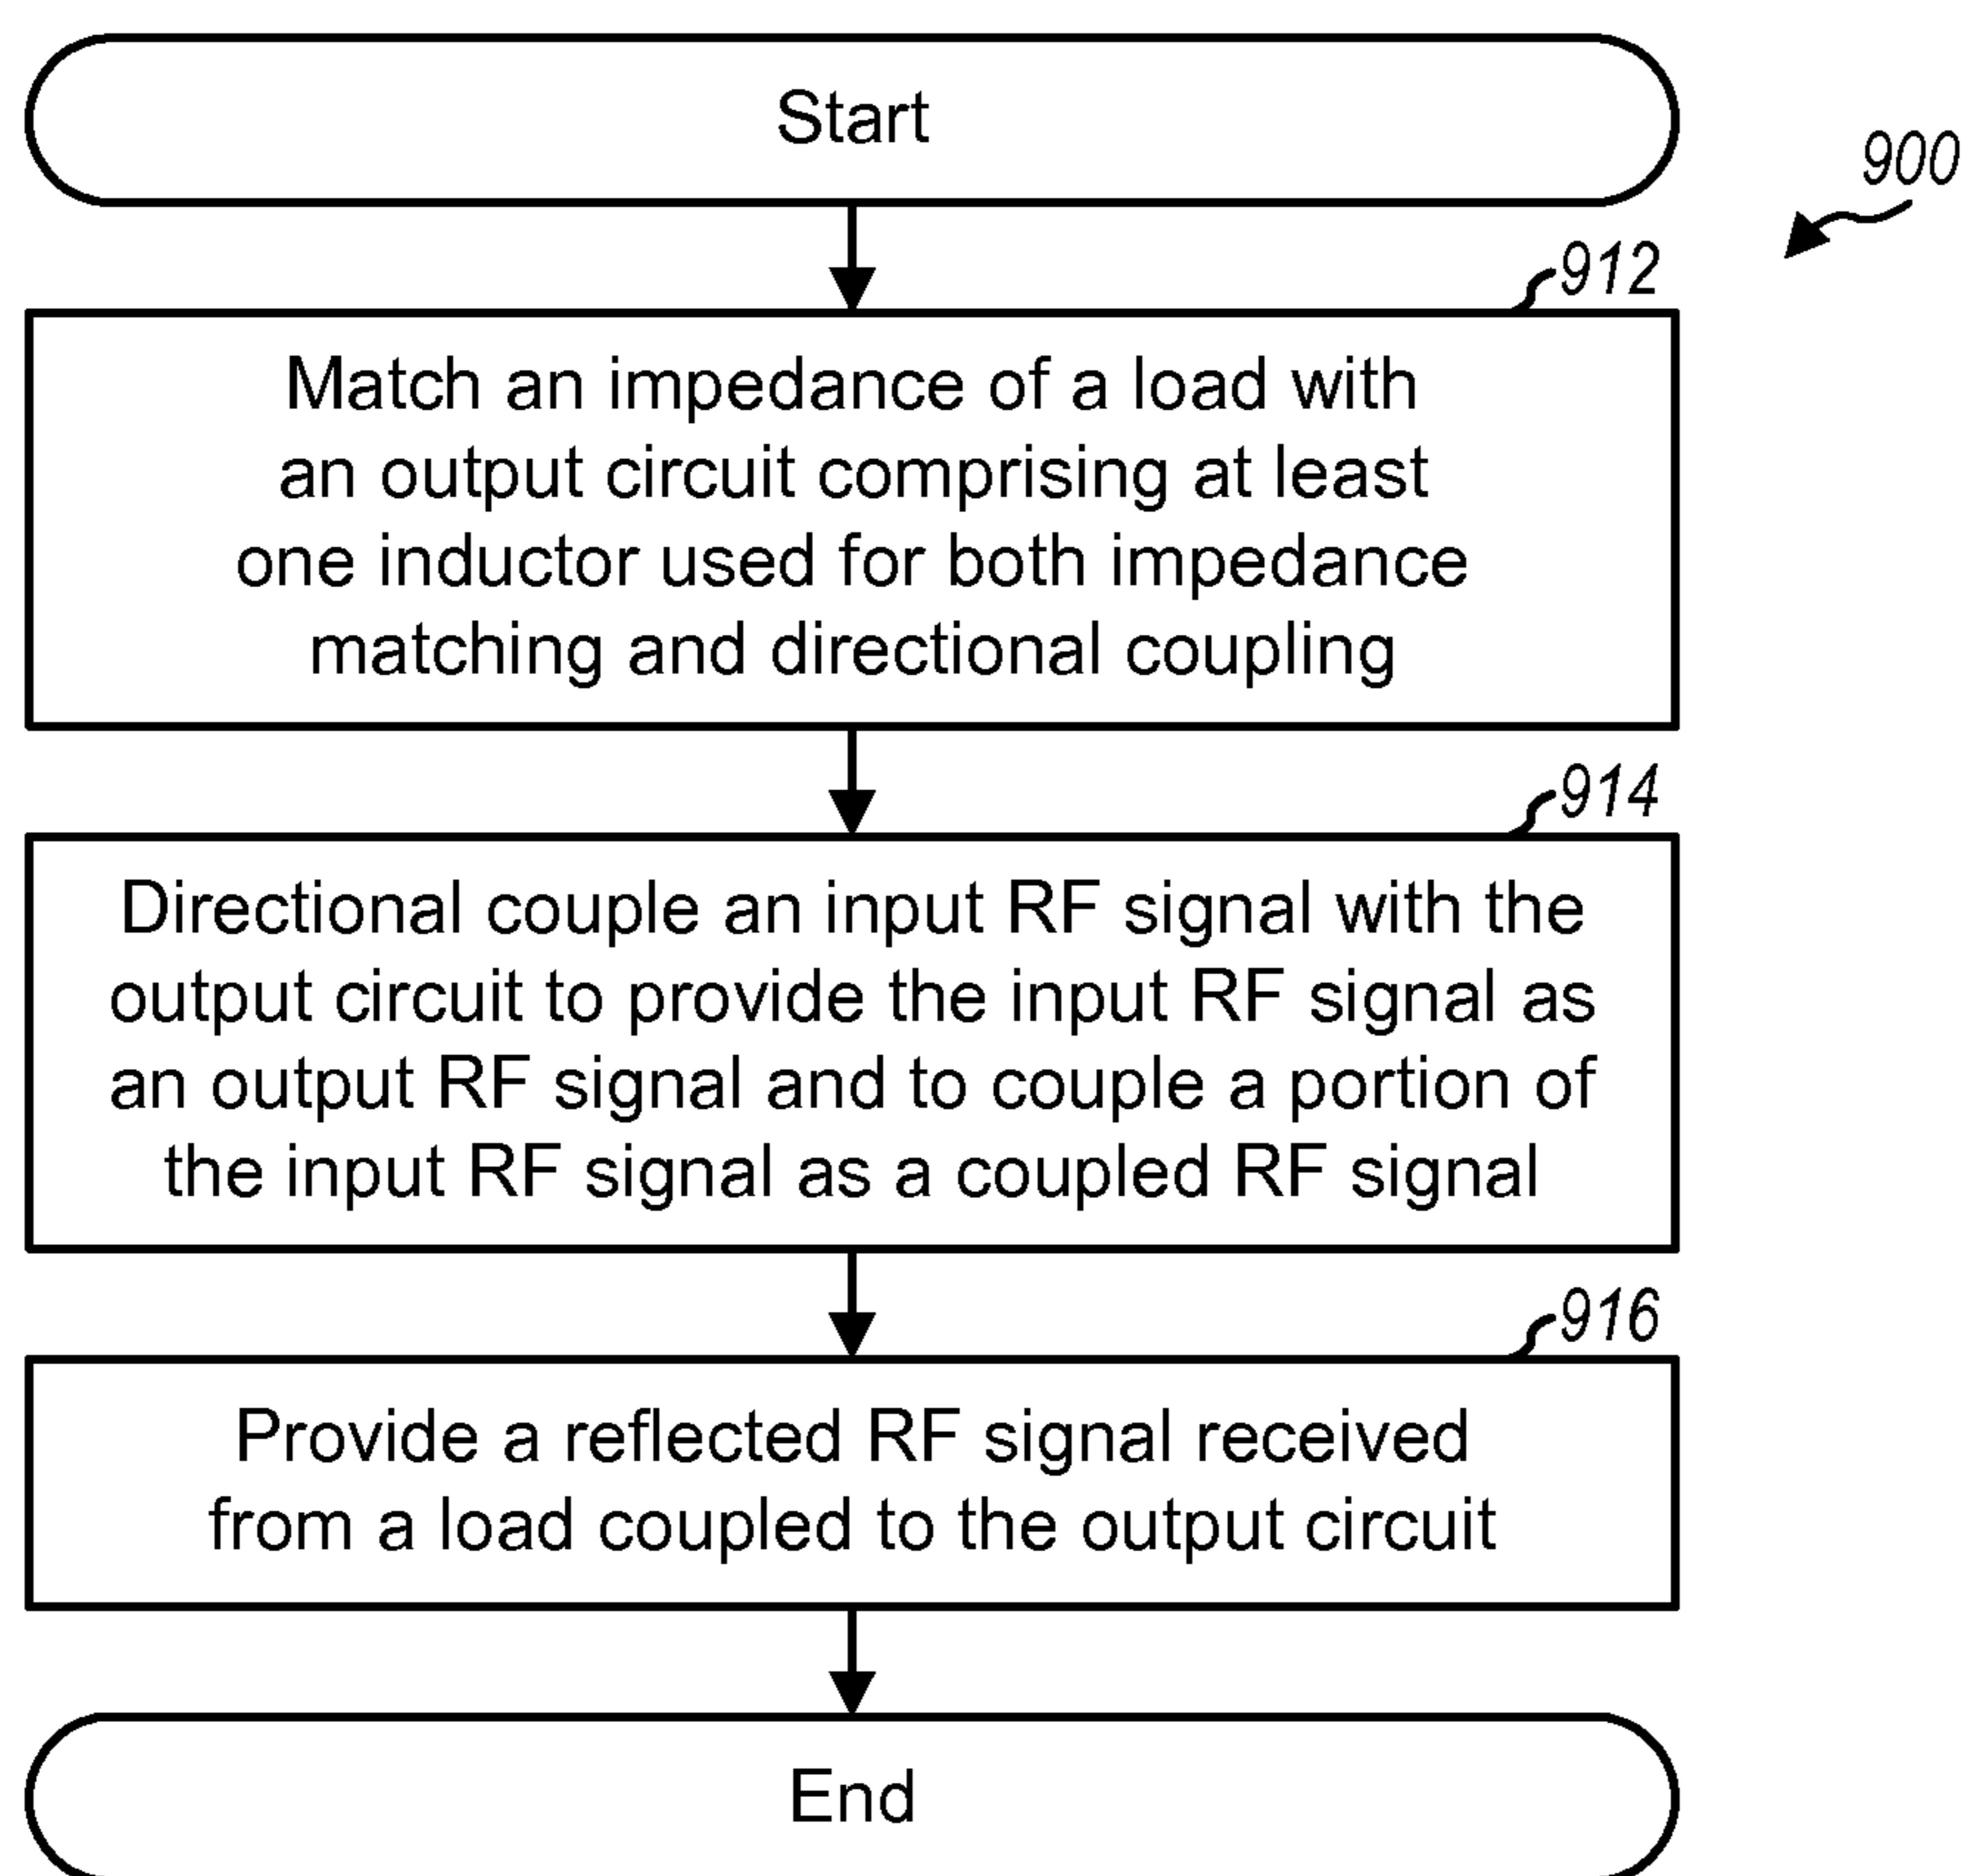 Start
900
912
Match an impedance of a load with
an output circuit comprising at least
one inductor used for both impedance
matching and directional coupling
914
Directional couple an input RF signal with the
output circuit to provide the input RF signal as
an output RF signal and to couple a portion of
the input RF signal as a coupled RF signal
916
Provide a reflected RF signal received
from a load coupled to the output circuit
End